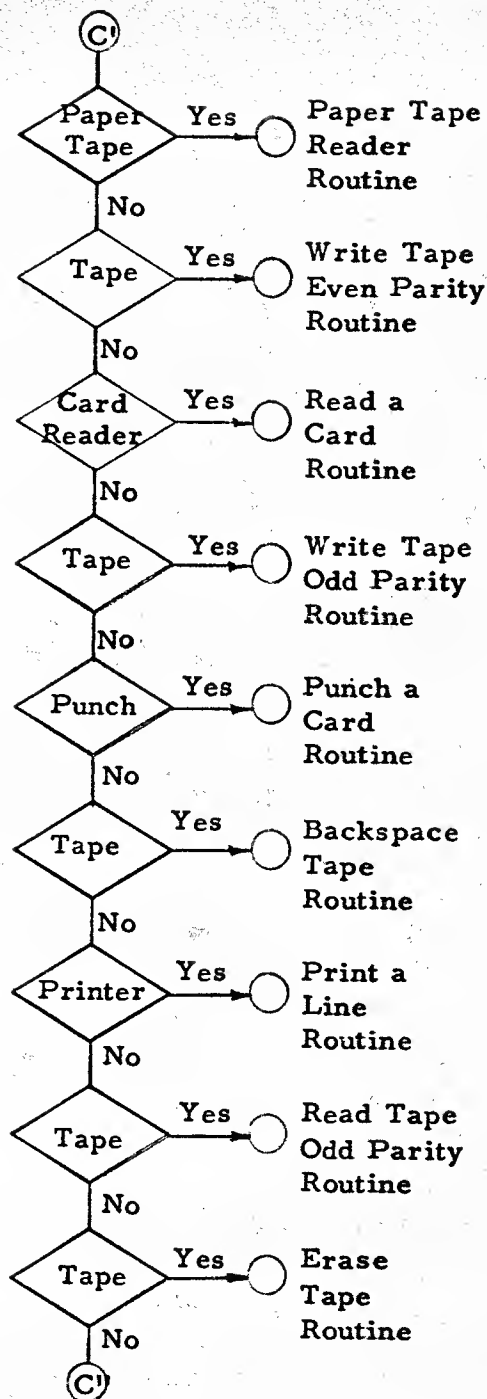 C'
Paper
Tape
Yes
Paper Tape
Reader
Routine
No
Tape
Yes
Write Tape
Even Parity
Routine
No
Card
Reader
Yes
Read a
Card
Routine
No
Tape
Yes
Write Tape
Odd Parity
Routine
No
Punch
Yes
Punch a
Card
Routine
No
Tape
Yes
Backspace
Tape
Routine
No
Printer
Yes
Print a
Line
Routine
No
Tape
Yes
Read Tape
Odd Parity
Routine
No
Tape
Yes
Erase
Tape
Routine
No
C"